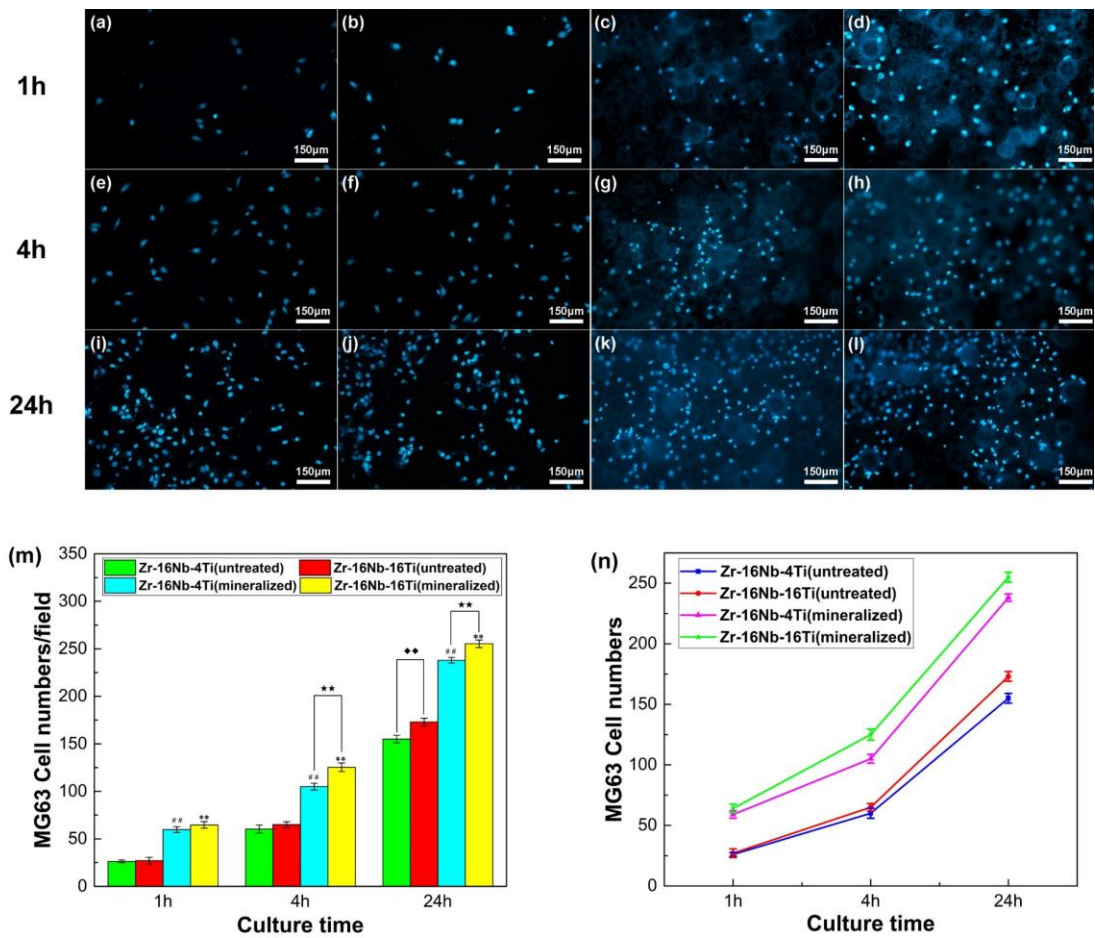 (a) (b) (c) (d)
1h
150μm 150μm 150μm 150μm
(e) (f) (g) (h)
4h
150μm 150μm 150μm 150μm
(i) (j) (k) (l)
24h
150μm 150μm 150μm 150μm
(m)
MG63 Cell numbers/field
350
300
250
200
150
100
50
0
Zr-16Nb-4Ti(untreated) Zr-16Nb-16Ti(untreated)
Zr-16Nb-4Ti(mineralized) Zr-16Nb-16Ti(mineralized)
## **
★★
## **
◆◆
★★
## **
1h 4h 24h
Culture time
(n)
MG63 Cell numbers
250
200
150
100
50
0
Zr-16Nb-4Ti(untreated)
Zr-16Nb-16Ti(untreated)
Zr-16Nb-4Ti(mineralized)
Zr-16Nb-16Ti(mineralized)
1h 4h 24h
Culture time